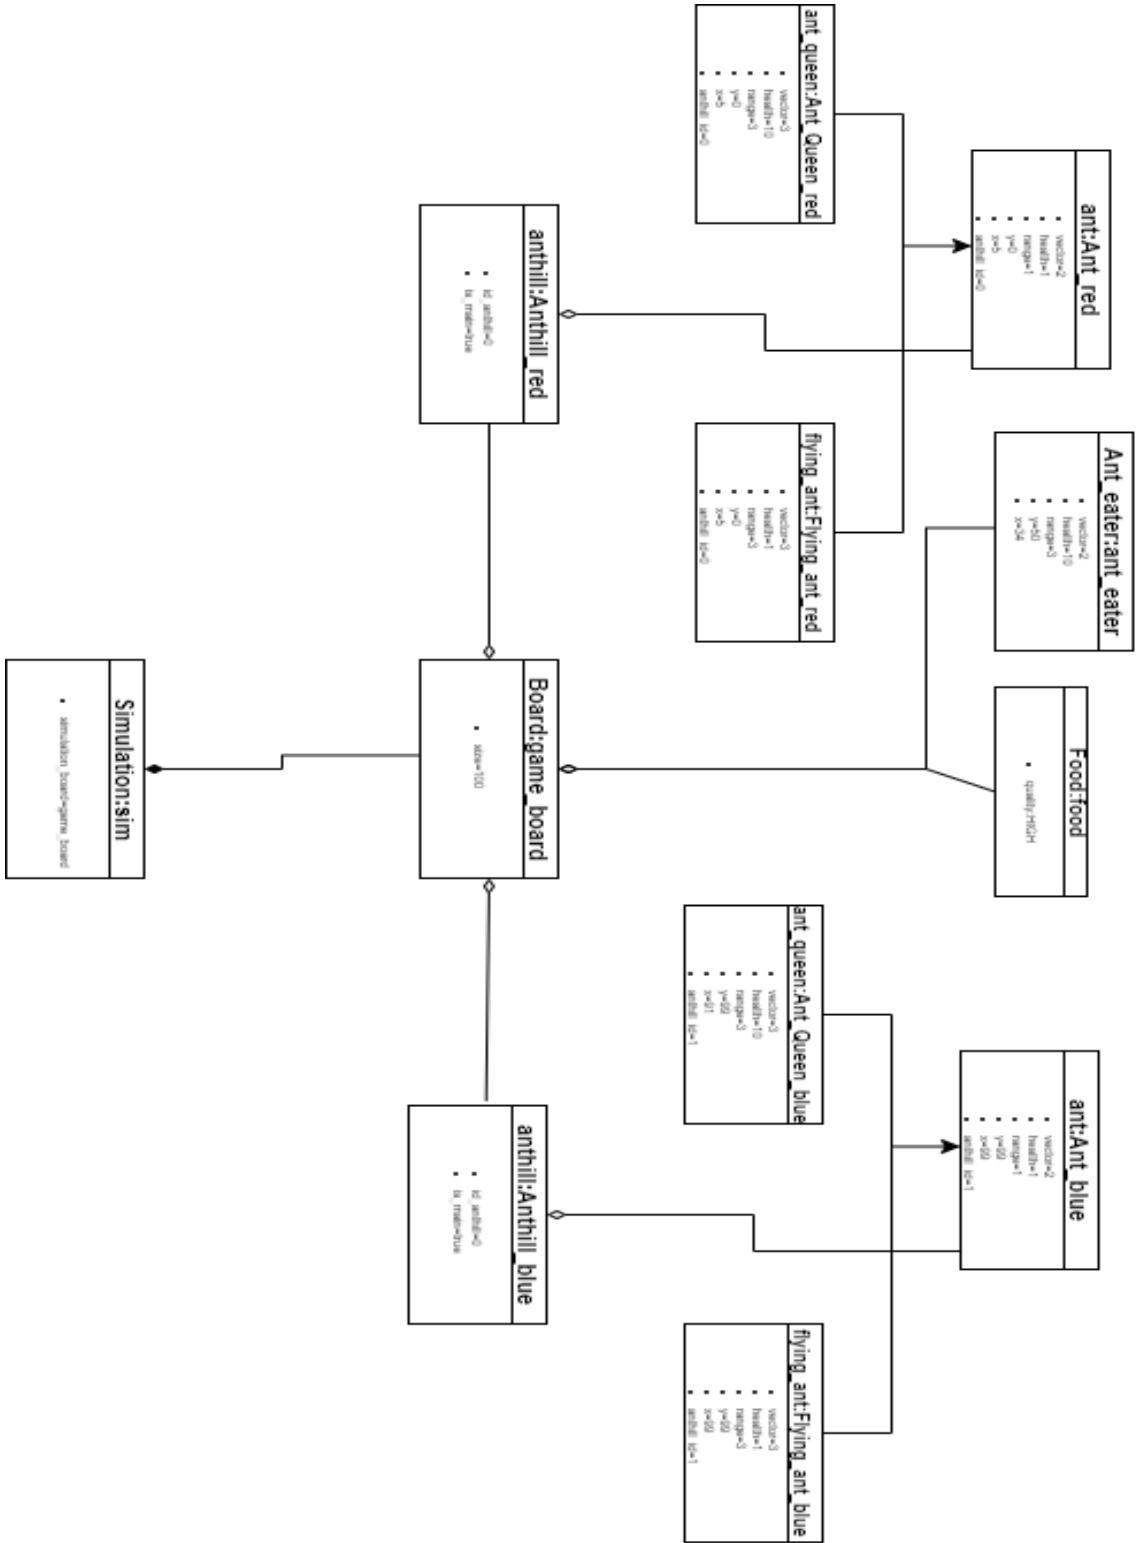 ant:Ant_red
vector=2
health=1
range=1
y=0
x=5
anthill_id=0
Ant_eater:ant_eater
vector=2
health=10
range=3
y=50
x=34
Food:food
quality:HIGH
ant:Ant_blue
vector=2
health=1
range=1
y=99
x=99
anthill_id=1
ant_queen:Ant_Queen_red
vector=3
health=10
range=3
y=0
x=5
anthill_id=0
flying_ant:Flying_ant_red
vector=3
health=1
range=3
y=0
x=5
anthill_id=0
ant_queen:Ant_Queen_blue
vector=3
health=10
range=3
y=99
x=91
anthill_id=1
flying_ant:Flying_ant_blue
vector=3
health=1
range=3
y=99
x=99
anthill_id=1
anthill:Anthill_red
id_anthill=0
is_main=true
Board:game_board
size=100
anthill:Anthill_blue
id_anthill=0
is_main=true
Simulation:sim
simulation_board=game_board